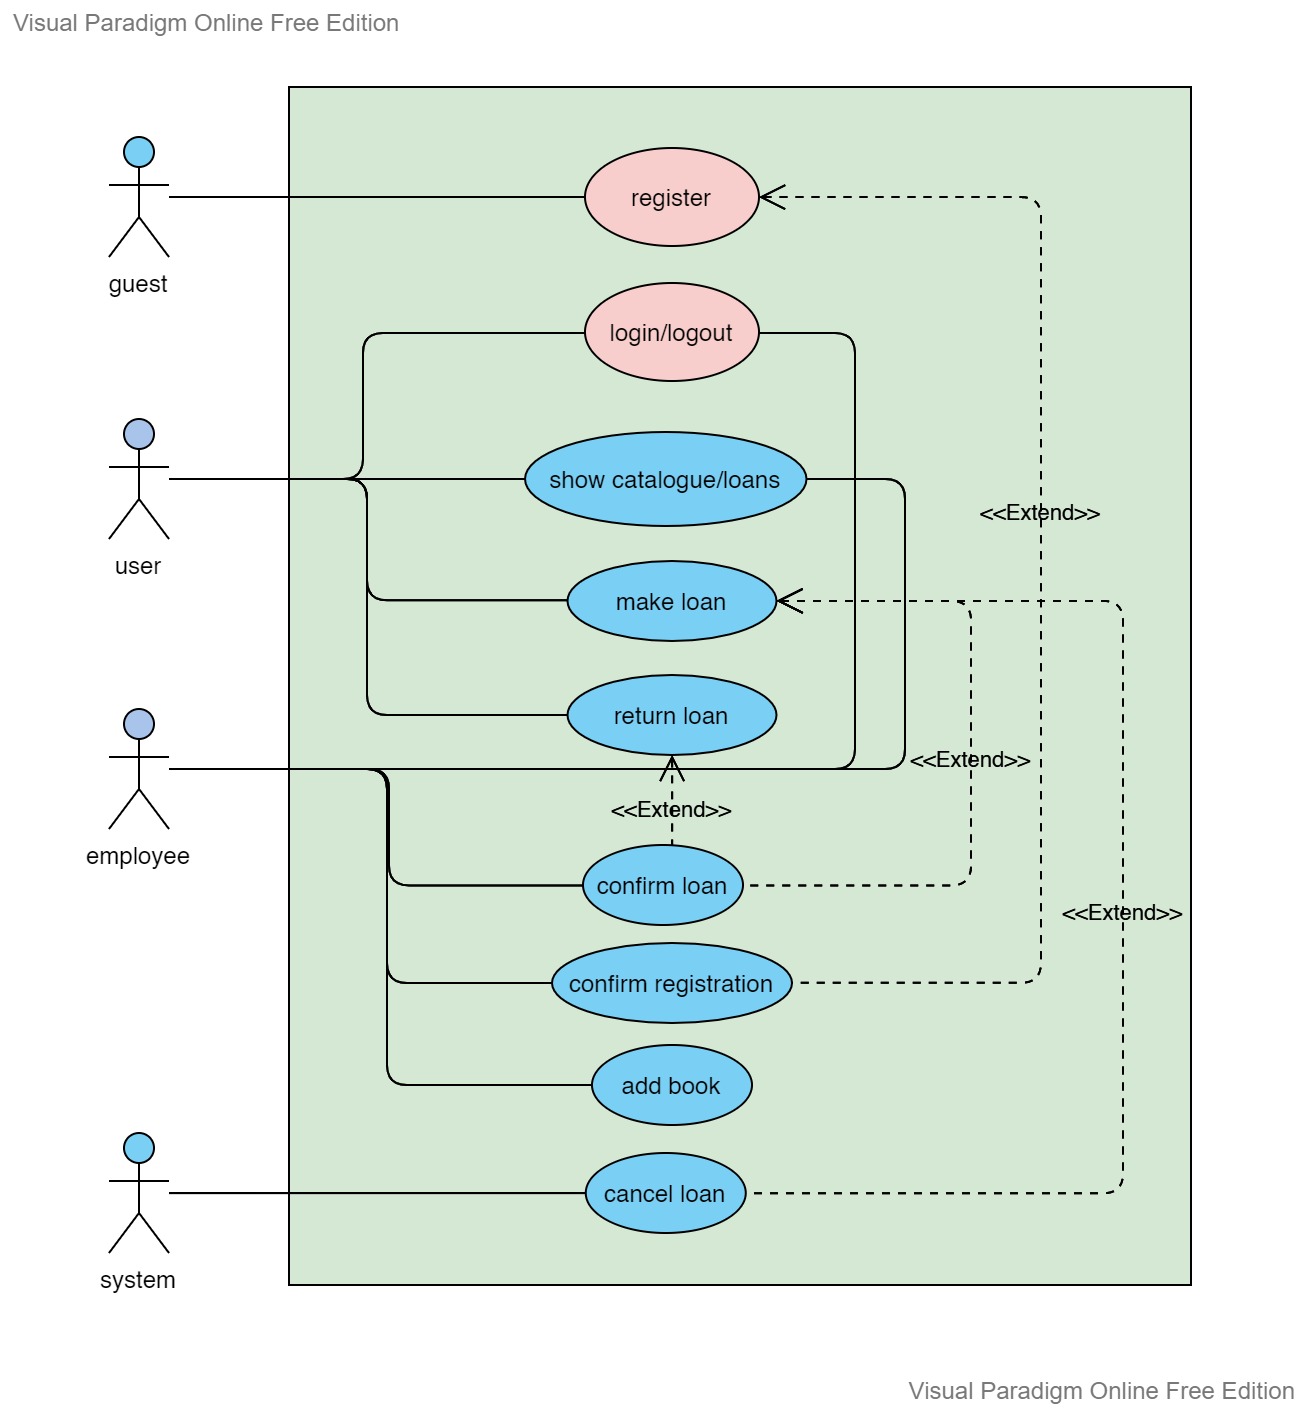 Visual Paradigm Online Free Edition
register
guest
login/logout
show catalogue/loans
<<Extend>>
user
make loan
return loan
<<Extend>>
<<Extend>>
employee
confirm loan
<<Extend>>
confirm registration
add book
cancel loan
system
Visual Paradigm Online Free Edition